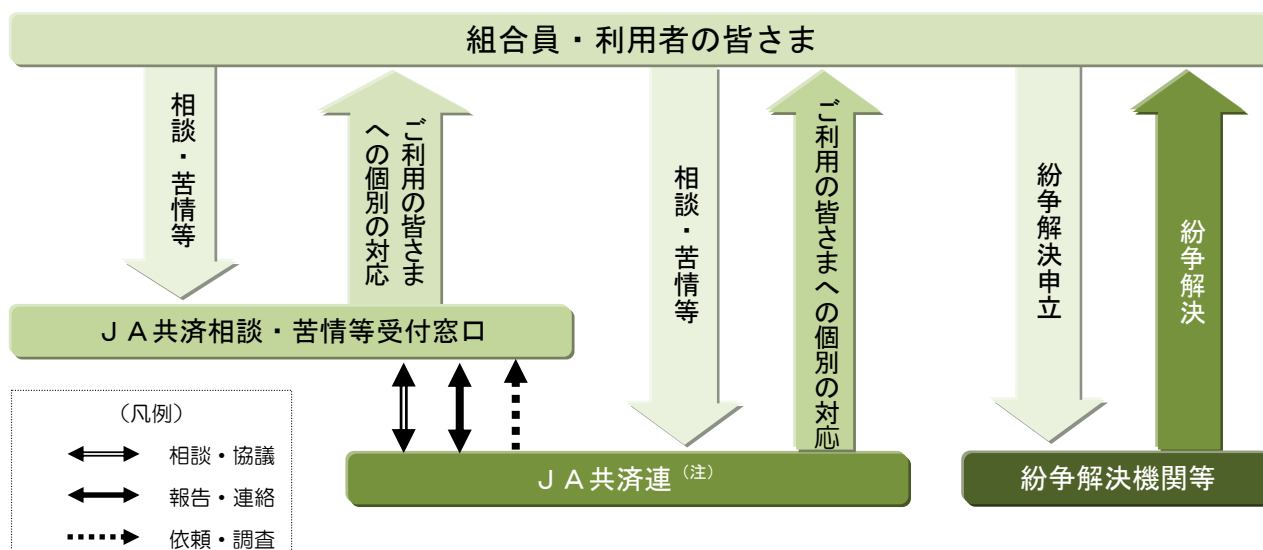 組合員・利用者の皆さま
相談・苦情等
ご利用の皆さま
への個別の対応
相談・苦情等
ご利用の皆さまへの個別の対応
紛争解決申立
紛争解決
ＪＡ共済相談・苦情等受付窓口
（凡例）
相談・協議
報告・連絡
依頼・調査
ＪＡ共済連（注）
紛争解決機関等